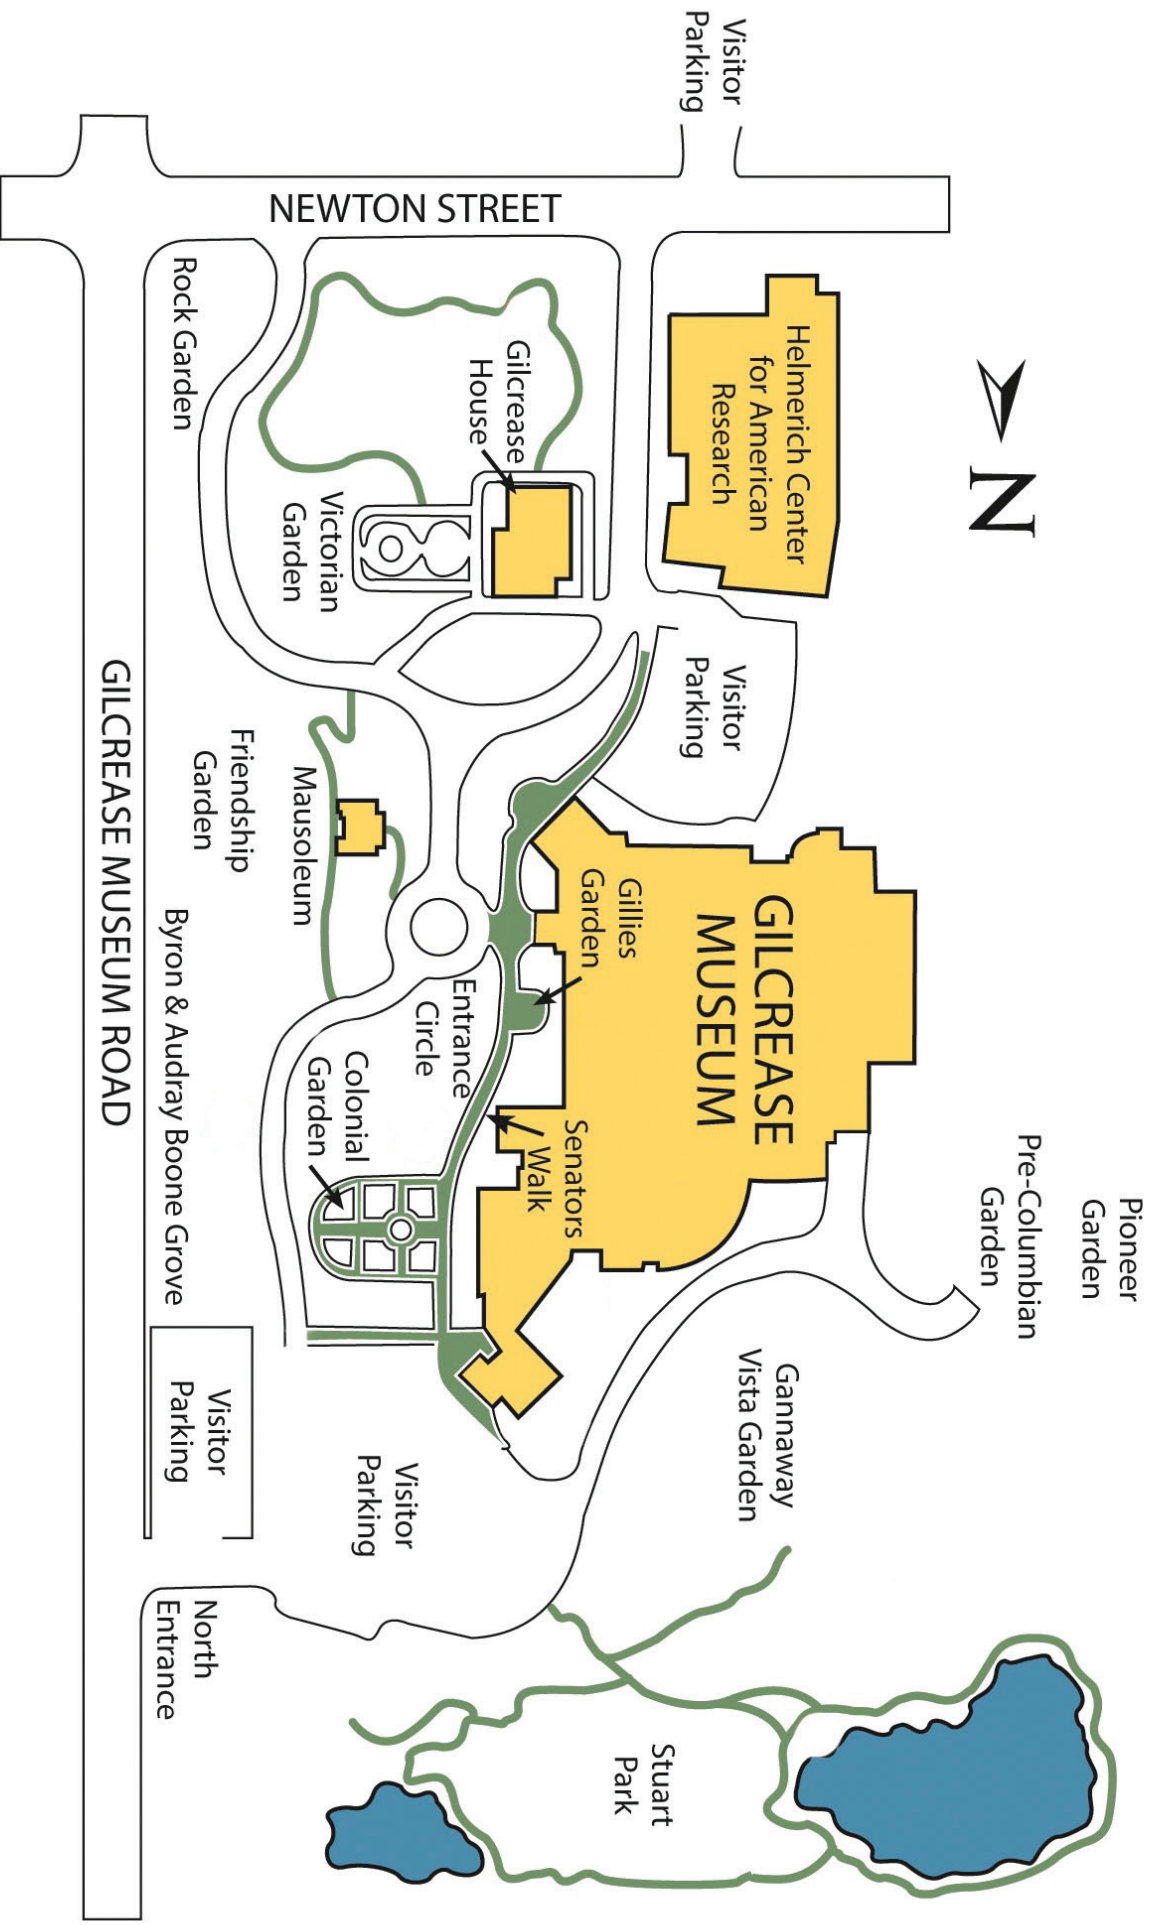 Visitor
Parking
NEWTON STREET
Rock Garden
Helmerich Center
for American
Research
N
Gilcrease
House
Victorian
Garden
Visitor
Parking
GILCREASE MUSEUM ROAD
Friendship
Garden
Mausoleum
Gillies
Garden
GILCREASE
MUSEUM
Entrance
Circle
Colonial
Garden
Senators
Walk
Byron & Audray Boone Grove
Pioneer
Garden
Pre-Columbian
Garden
Gannaway
Vista Garden
Visitor
Parking
Visitor
Parking
North
Entrance
Stuart
Park